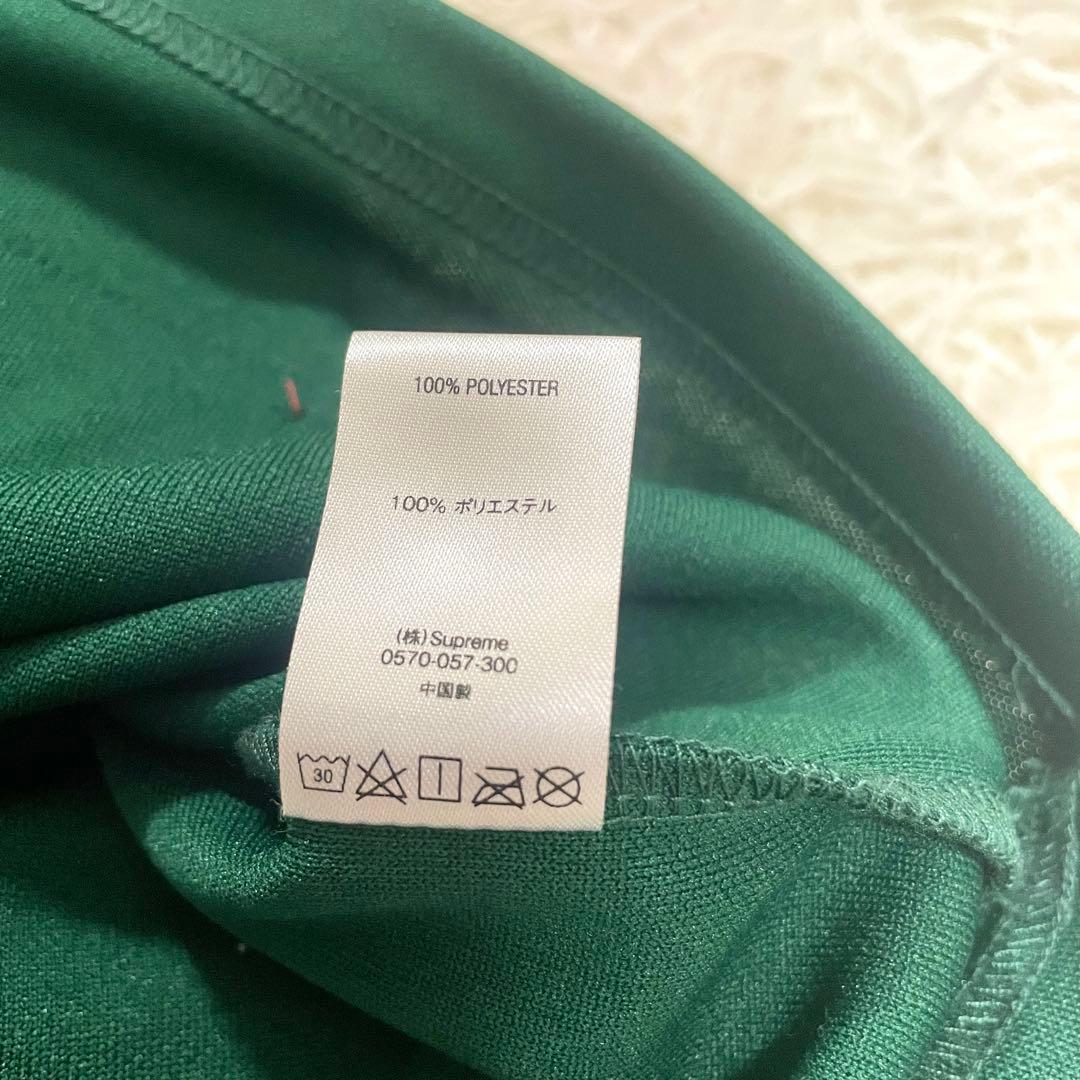 100% POLYESTER
100% ポリエステル
(株)Supreme
0570-057-300
中国製
30